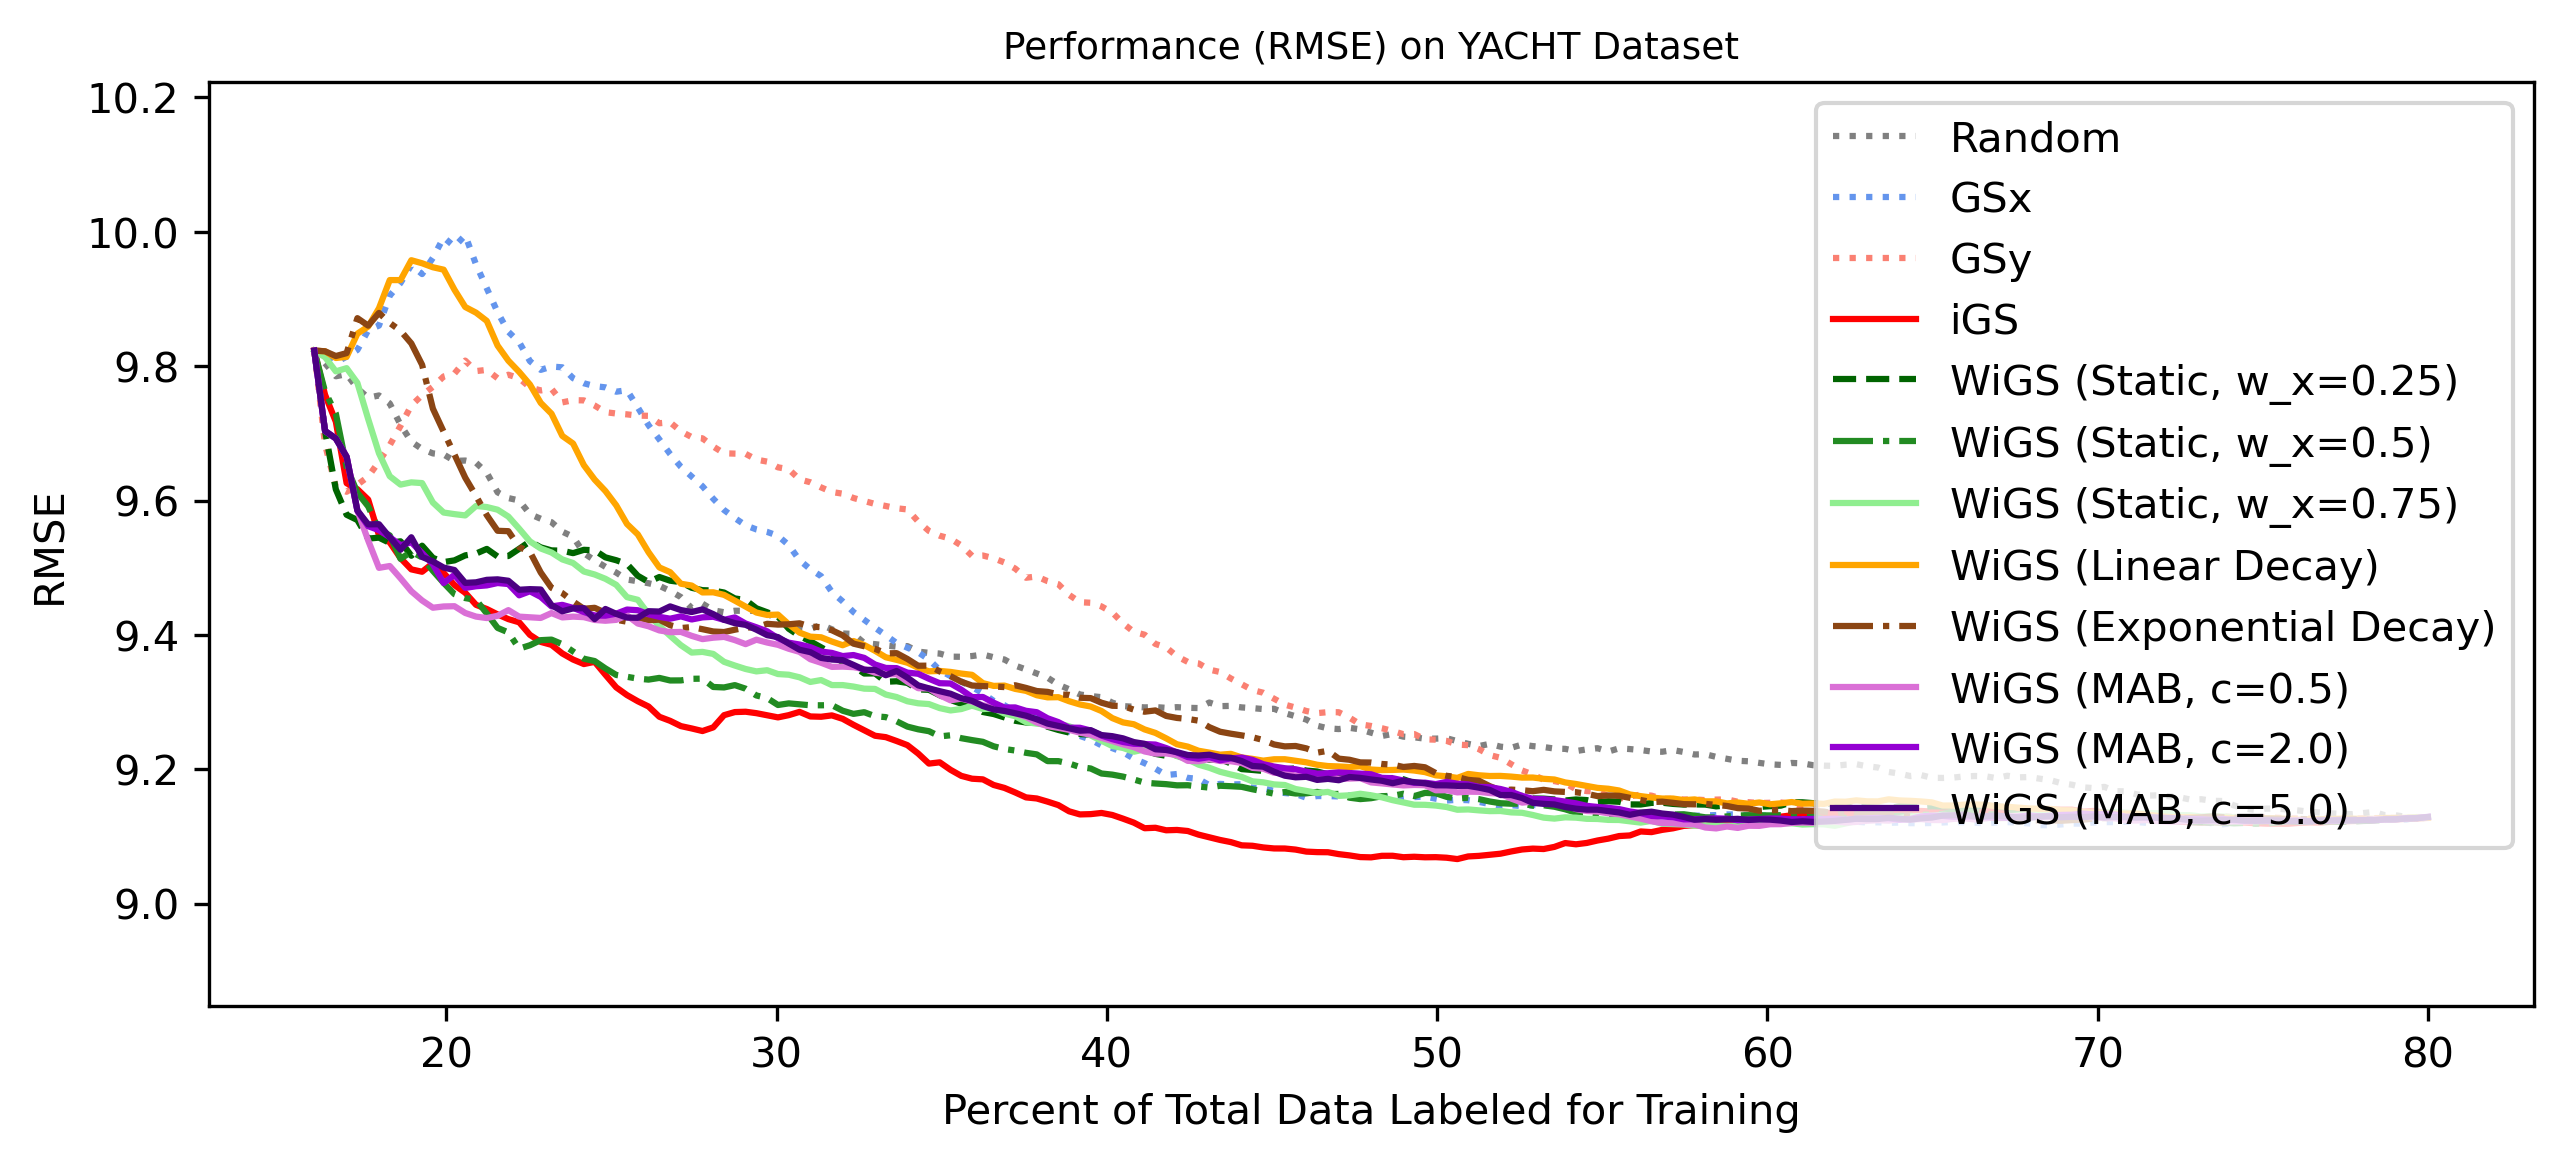 Performance (RMSE) on YACHT Dataset
10.2
10.0
9.8
9.6
9.4
9.2
9.0
RMSE
Random
GSx
GSy
iGS
WiGS (Static, w_x=0.25)
WiGS (Static, w_x=0.5)
WiGS (Static, w_x=0.75)
WiGS (Linear Decay)
WiGS (Exponential Decay)
WiGS (MAB, c=0.5)
WiGS (MAB, c=2.0)
WiGS (MAB, c=5.0)
20 30 40 50 60 70 80
Percent of Total Data Labeled for Training